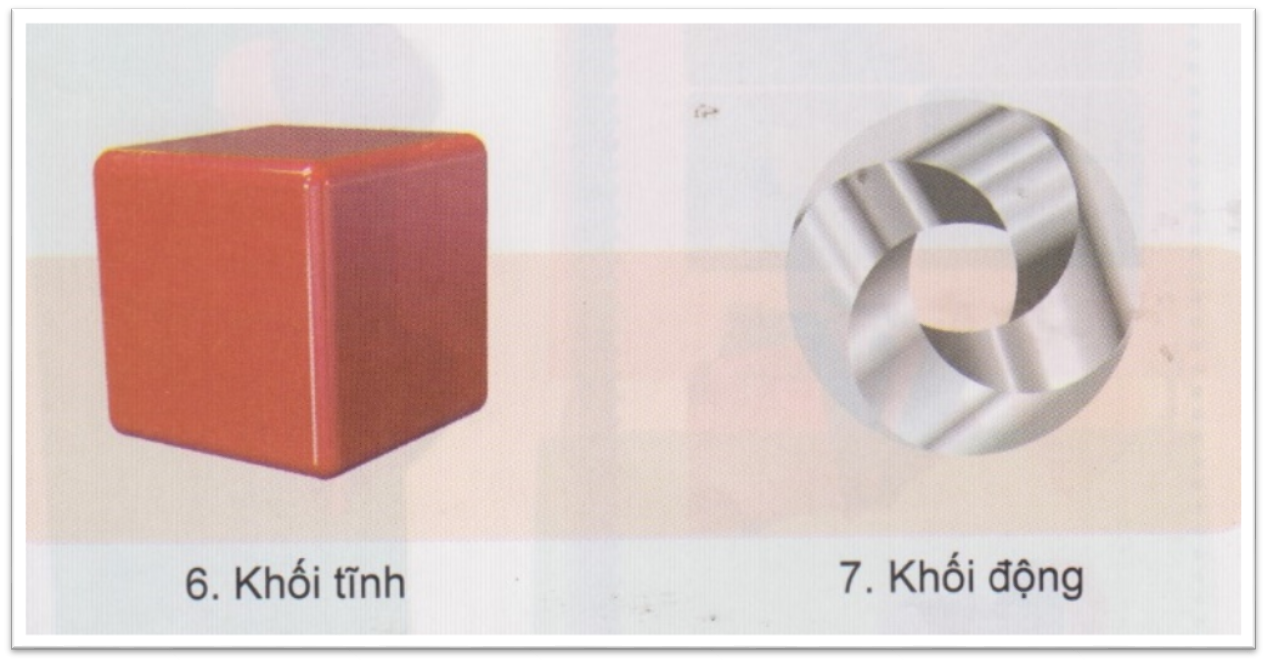 6. Khối tĩnh
7. Khối động